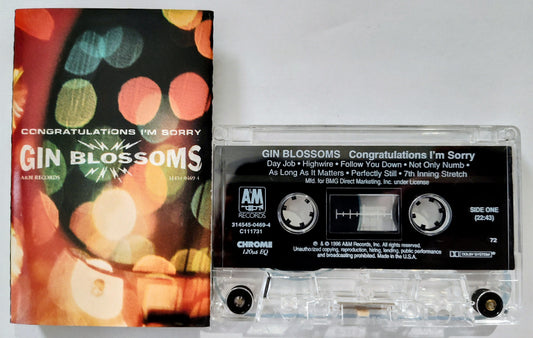 CONGRATULATIONS I'M SORRY
GIN BLOSSOMS
A&M RECORDS
GIN BLOSSOMS Congratulations I'm Sorry
Day Job • Highwire • Follow You Down • Not Only Numb •
As Long As It Matters • Perfectly Still • 7th Inning Stretch
Mfd. for BMG Direct Marketing, Inc. under License
A&M
RECORDS
314540-0469-4
C111731
SIDE ONE
(22:43)
CHROME
120us EQ
℗ & © 1996 A&M Records, Inc. All rights reserved.
Unauthorized copying, reproduction, hiring, lending, public performance
and broadcasting prohibited. Made in the U.S.A.
72
DOLBY SYSTEM